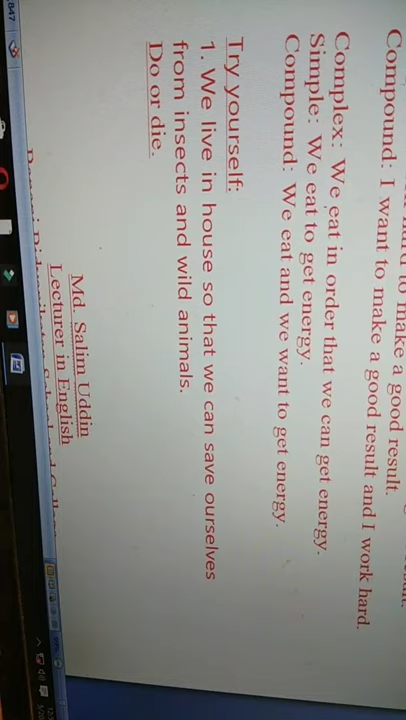 to make a good result.
Compound: I want to make a good result and I work hard.
Complex: We eat in order that we can get energy.
Simple: We eat to get energy.
Compound: We eat and we want to get energy.
Try yourself:
1. We live in house so that we can save ourselves
from insects and wild animals.
Do or die.
Md. Salim Uddin
Lecturer in English